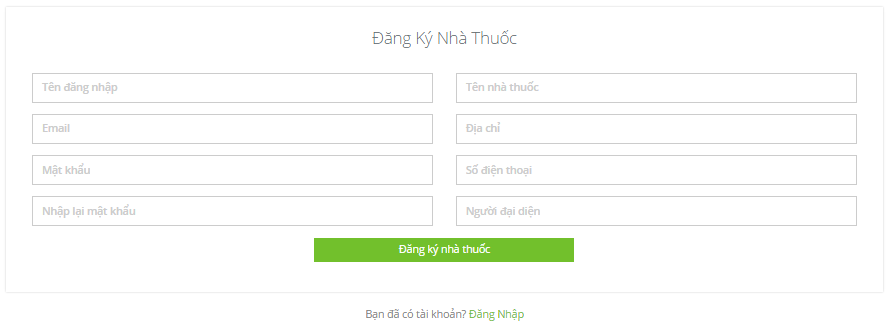 Đăng Ký Nhà Thuốc
Tên đăng nhập
Tên nhà thuốc
Email
Địa chỉ
Mật khẩu
Số điện thoại
Nhập lại mật khẩu
Người đại diện
Đăng ký nhà thuốc
Bạn đã có tài khoản? Đăng Nhập